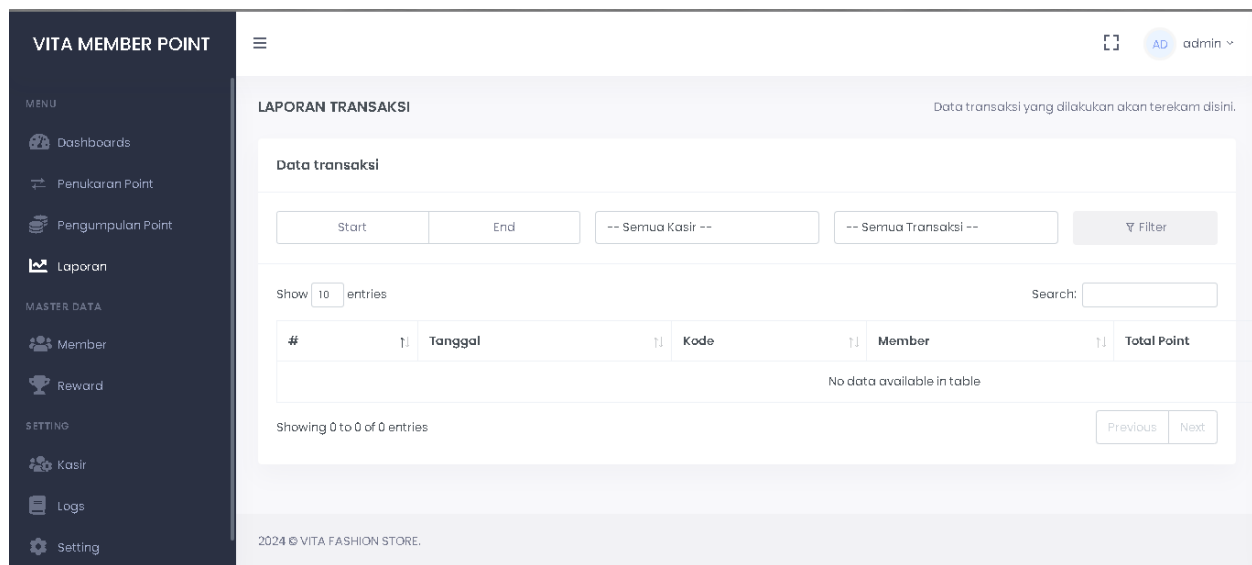 VITA MEMBER POINT
AD admin
MENU
Dashboards
Penukaran Point
Pengumpulan Point
Laporan
MASTER DATA
Member
Reward
SETTING
Kasir
Logs
Setting
LAPORAN TRANSAKSI
Data transaksi yang dilakukan akan terekam disini.
Data transaksi
Start End -- Semua Kasir -- -- Semua Transaksi -- Filter
Show 10 entries Search:
# Tanggal Kode Member Total Point
No data available in table
Showing 0 to 0 of 0 entries Previous Next
2024 © VITA FASHION STORE.